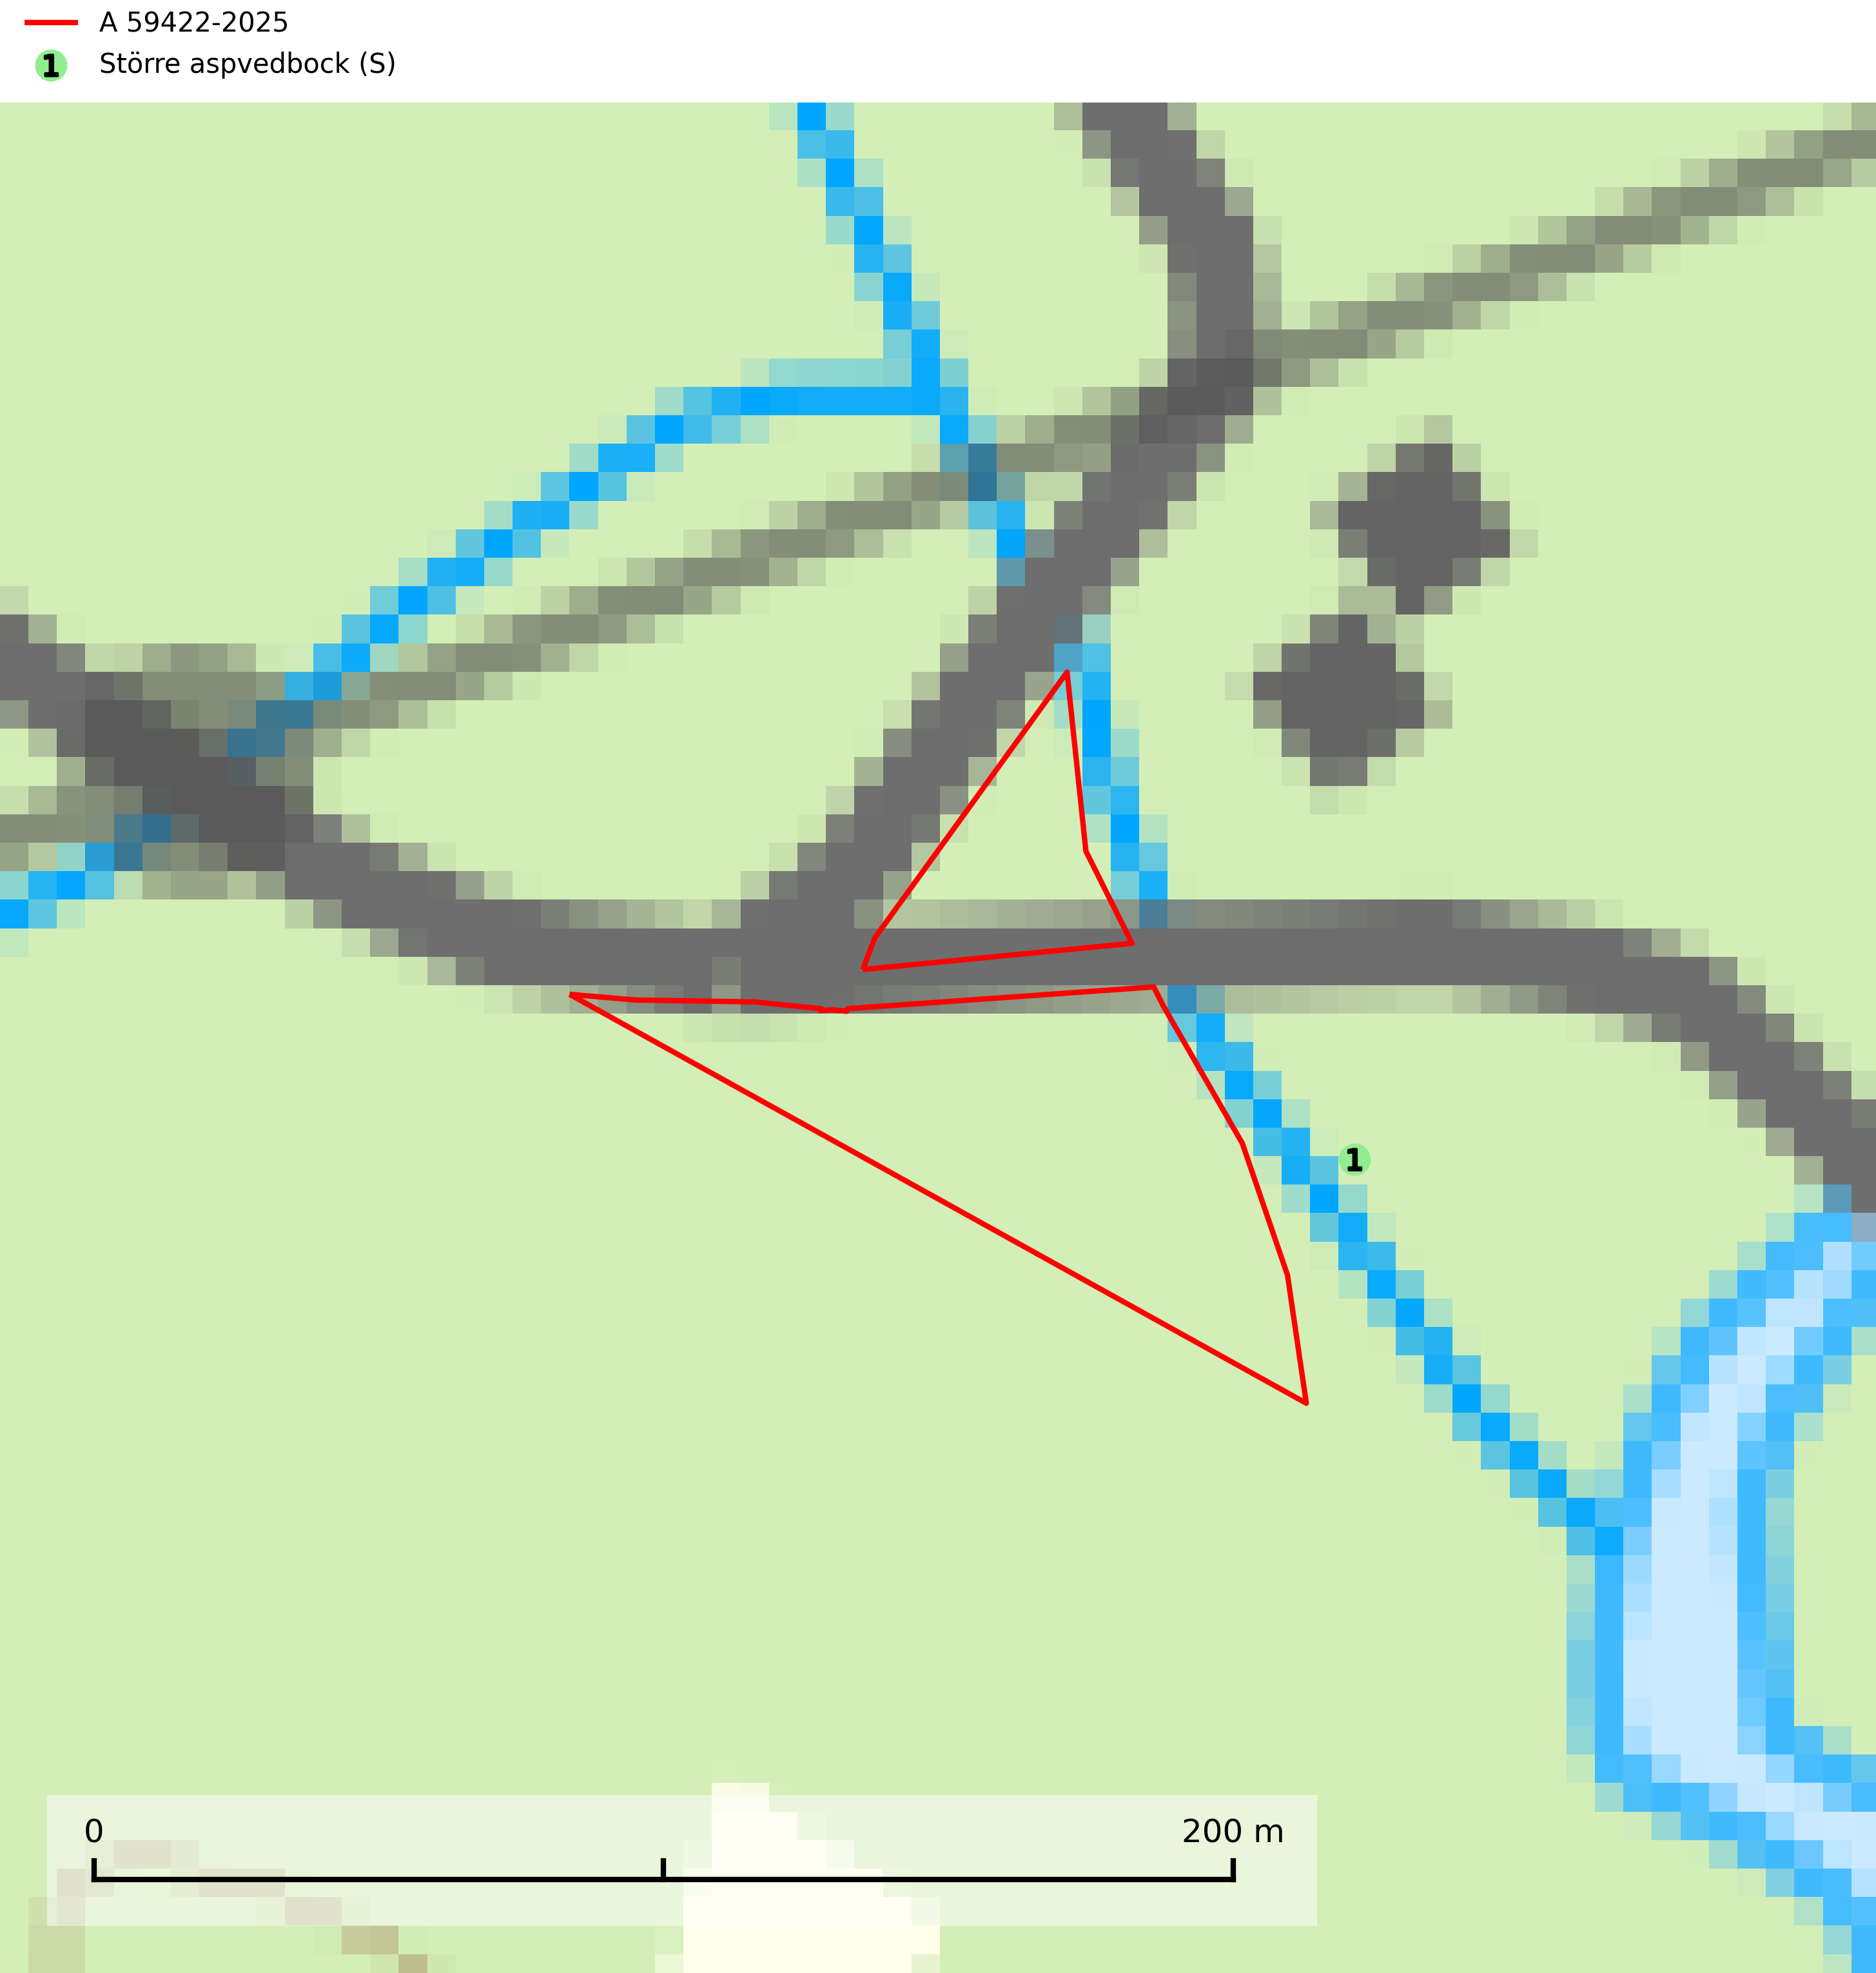 A 59422-2025
1 Större aspvedbock (S)
1
0 200 m